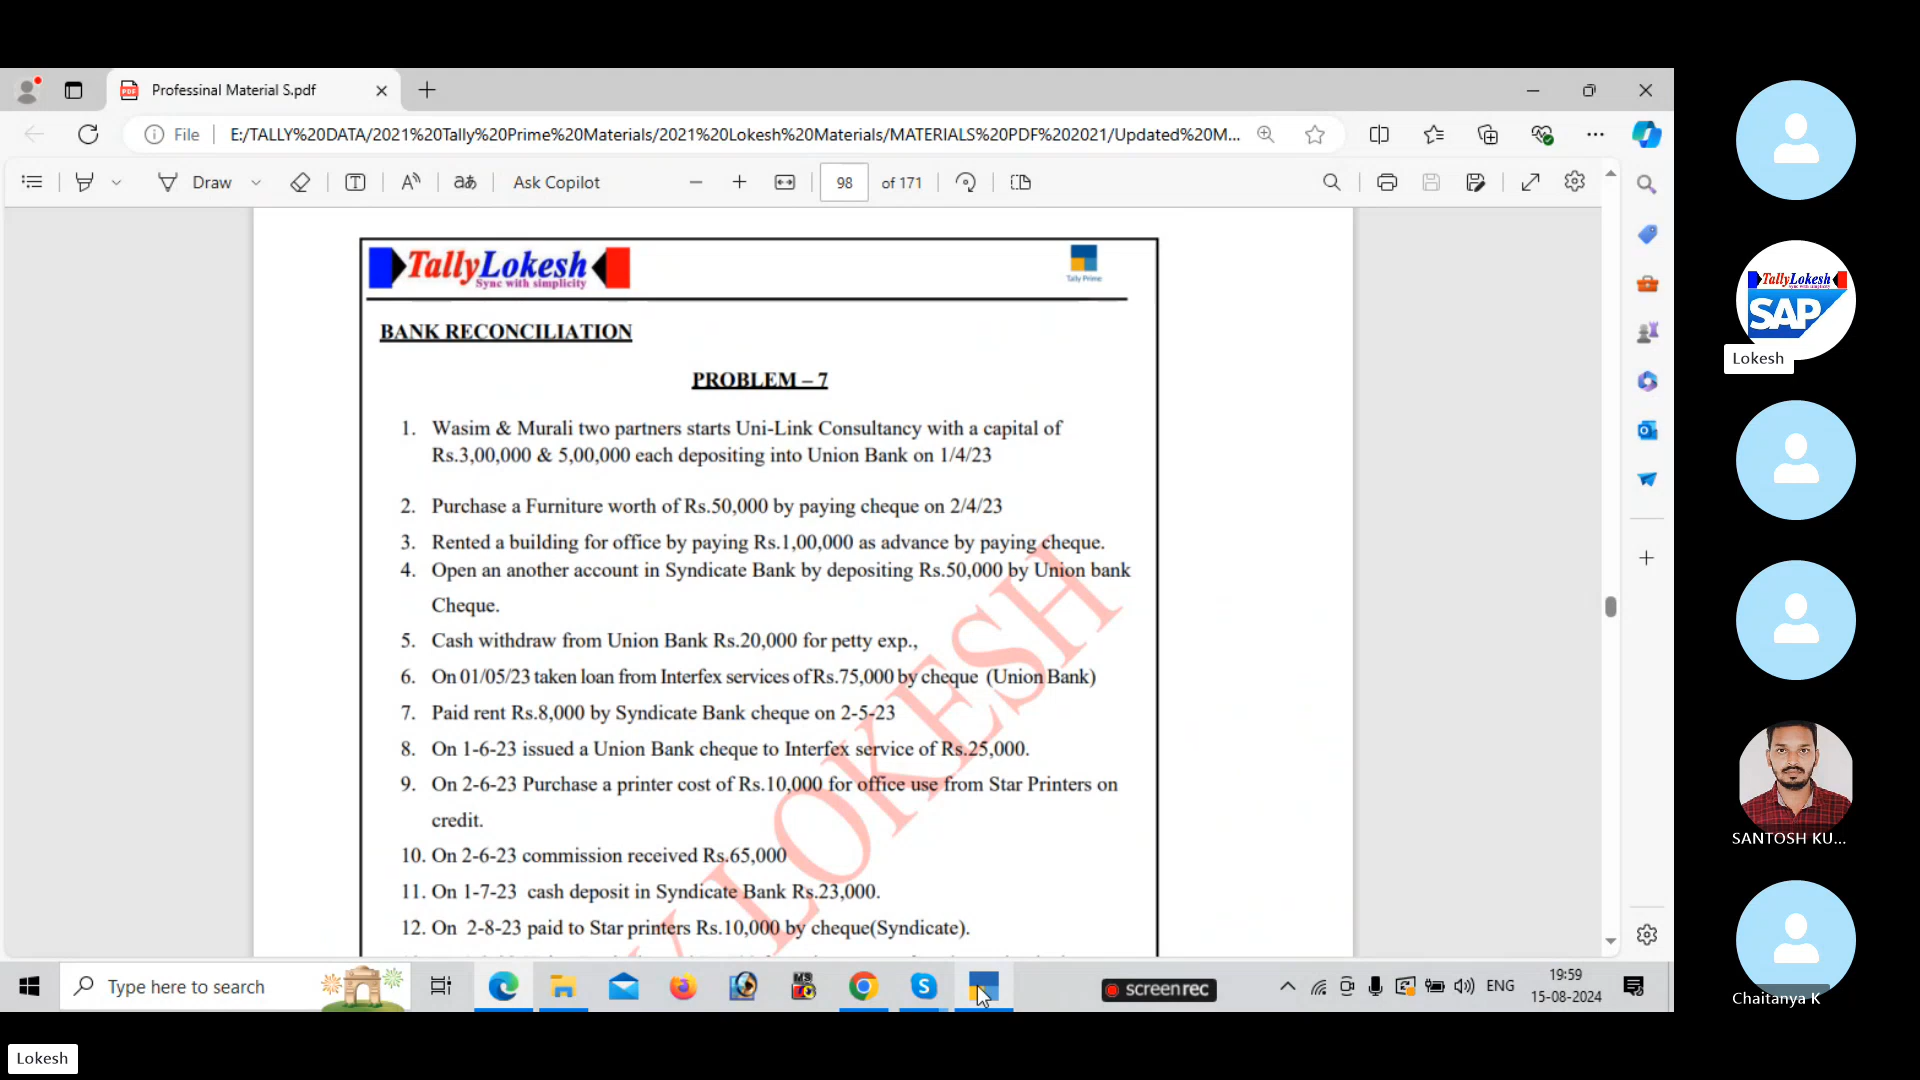 Professinal Material S.pdf
File
E:/TALLY%20DATA/2021%20Tally%20Prime%20Materials/2021%20Lokesh%20Materials/MATERIALS%20PDF%202021/Updated%20M...
Draw
Ask Copilot
98
of 171
TallyLokesh
Sync with simplicity
Tally Prime
BANK RECONCILIATION
PROBLEM – 7
1. Wasim & Murali two partners starts Uni-Link Consultancy with a capital of
Rs.3,00,000 & 5,00,000 each depositing into Union Bank on 1/4/23
2. Purchase a Furniture worth of Rs.50,000 by paying cheque on 2/4/23
3. Rented a building for office by paying Rs.1,00,000 as advance by paying cheque.
4. Open an another account in Syndicate Bank by depositing Rs.50,000 by Union bank
Cheque.
5. Cash withdraw from Union Bank Rs.20,000 for petty exp.,
6. On 01/05/23 taken loan from Interfex services of Rs.75,000 by cheque (Union Bank)
7. Paid rent Rs.8,000 by Syndicate Bank cheque on 2-5-23
8. On 1-6-23 issued a Union Bank cheque to Interfex service of Rs.25,000.
9. On 2-6-23 Purchase a printer cost of Rs.10,000 for office use from Star Printers on
credit.
10. On 2-6-23 commission received Rs.65,000
11. On 1-7-23 cash deposit in Syndicate Bank Rs.23,000.
12. On 2-8-23 paid to Star printers Rs.10,000 by cheque(Syndicate).
LOKESH
Type here to search
screenrec
ENG
19:59
15-08-2024
TallyLokesh
SAP
Lokesh
SANTOSH KU...
Chaitanya K
Lokesh